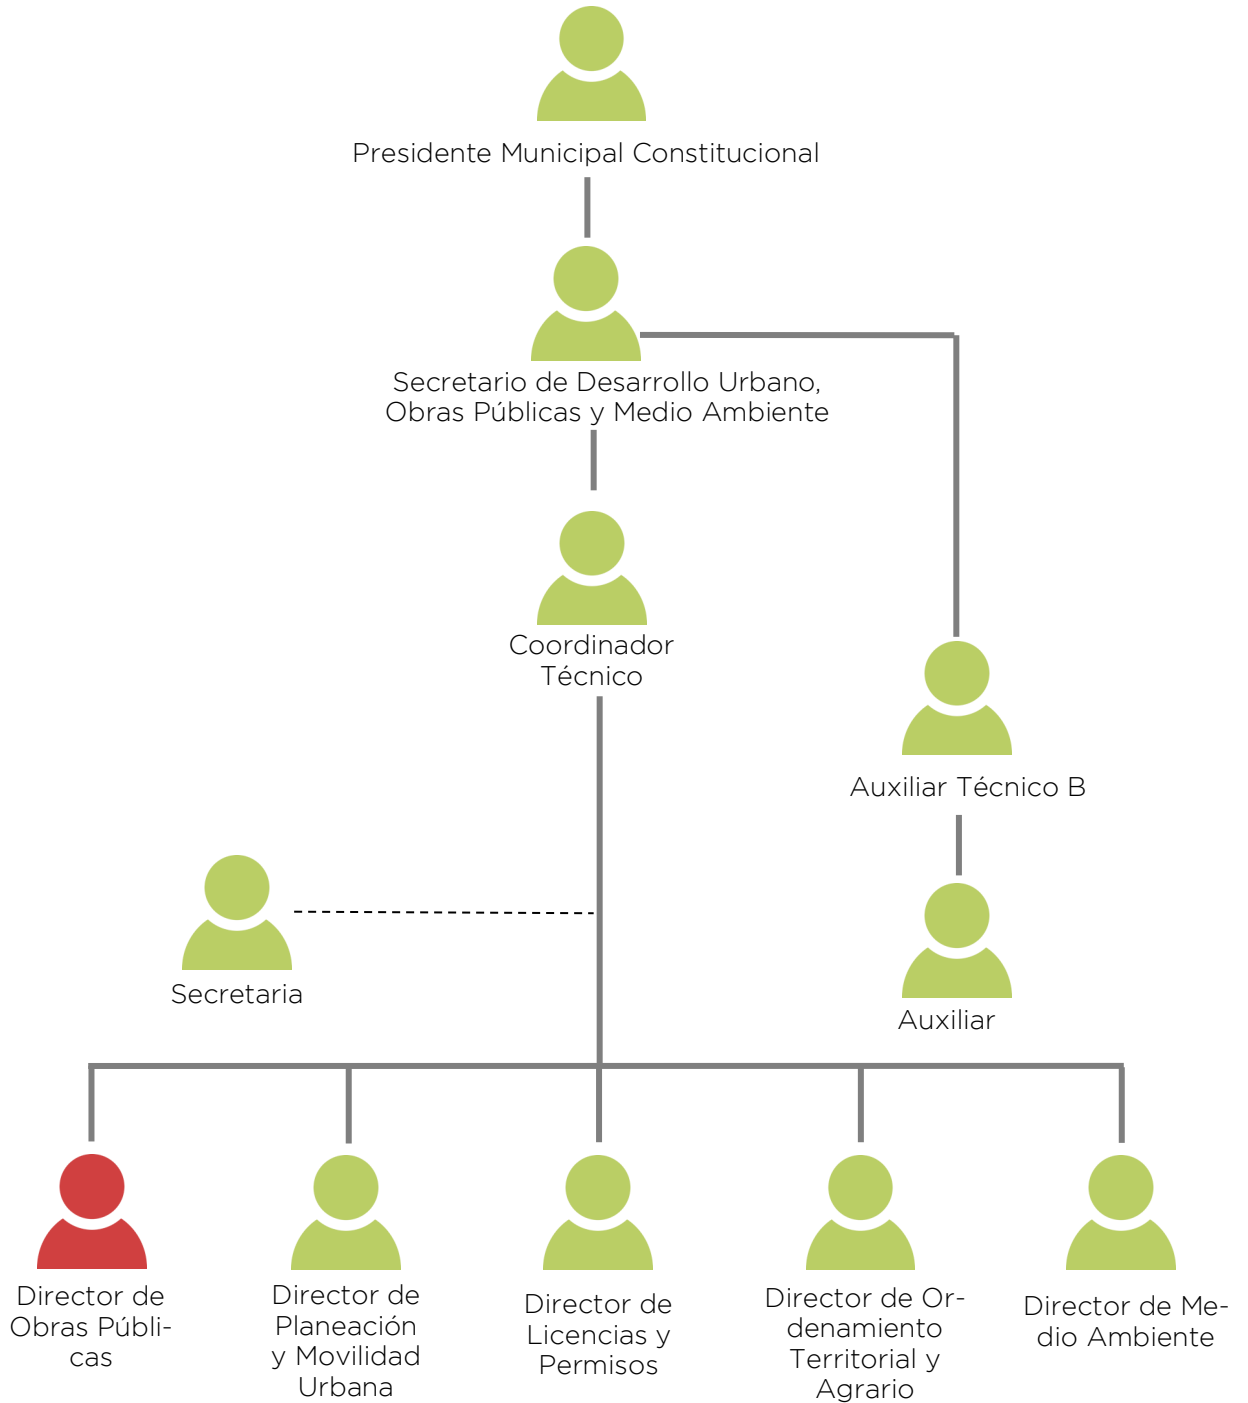 Presidente Municipal Constitucional
Secretario de Desarrollo Urbano,
Obras Públicas y Medio Ambiente
Coordinador
Técnico
Auxiliar Técnico B
Secretaria
Auxiliar
Director de
Obras Públi-
cas
Director de
Planeación
y Movilidad
Urbana
Director de
Licencias y
Permisos
Director de Or-
denamiento
Territorial y
Agrario
Director de Me-
dio Ambiente